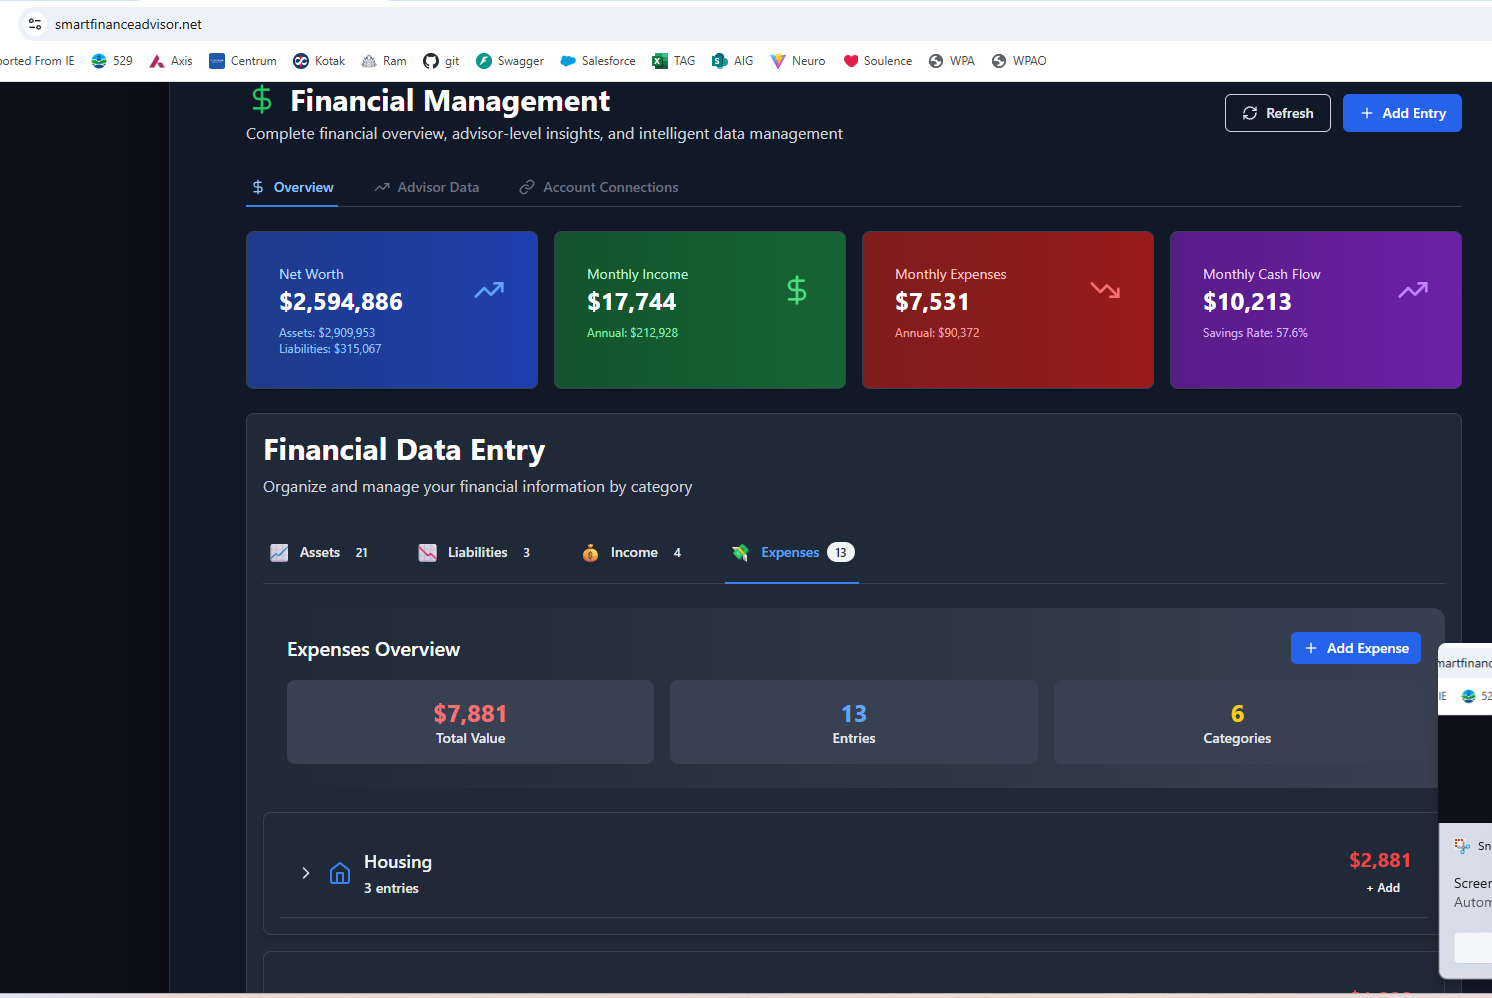 smartfinanceadvisor.net
orted From IE 529 Axis Centrum Kotak Ram git Swagger Salesforce TAG AIG Neuro Soulence WPA WPAO
Financial Management
Complete financial overview, advisor-level insights, and intelligent data management
Refresh
+ Add Entry
Overview Advisor Data Account Connections
Net Worth
$2,594,886
Assets: $2,909,953
Liabilities: $315,067
Monthly Income
$17,744
Annual: $212,928
Monthly Expenses
$7,531
Annual: $90,372
Monthly Cash Flow
$10,213
Savings Rate: 57.6%
Financial Data Entry
Organize and manage your financial information by category
Assets 21 Liabilities 3 Income 4 Expenses 13
Expenses Overview
+ Add Expense
$7,881
Total Value
13
Entries
6
Categories
Housing
3 entries
$2,881
+ Add
martfinanc
IE 52
Sn
Screer
Autom